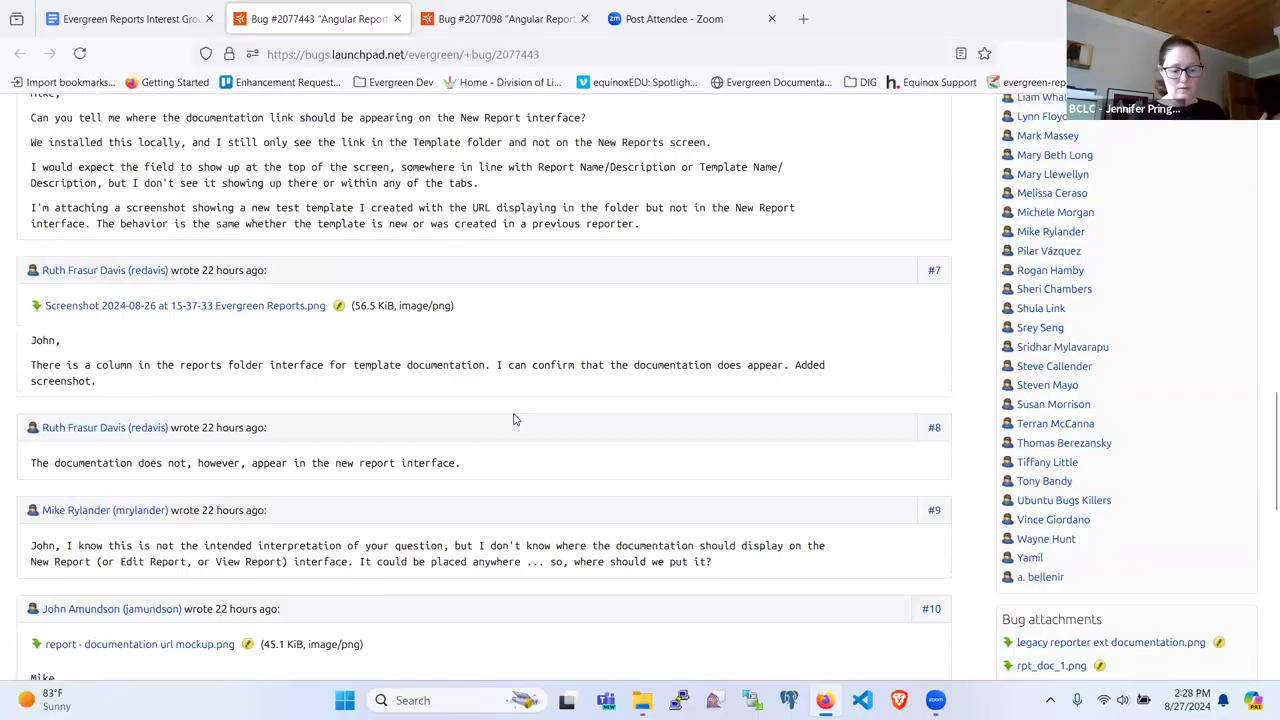 Evergreen Reports Interest Gro
Bug #2077443 "Angular Report
Bug #2077098 "Angular Report
Post Attendee - Zoom
https://bugs.launchpad.net/evergreen/+bug/2077443
Import bookmarks...
Getting Started
Enhancement Request...
Evergreen Dev
Home - Division of Li...
equinoxEDU: Spotligh...
Evergreen Documenta...
DIG
Equinox Support
evergreen-rep
BCLC - Jennifer Pring...
Mike,
Can you tell me where the documentation link should be appearing on the New Report interface?
We installed this locally, and I still only see the link in the Template folder and not on the New Reports screen.
I would expect the field to show up at the top of the screen, somewhere in line with Report Name/Description or Template Name/
Description, but I don't see it showing up there or within any of the tabs.
I'm attaching a screenshot showing a new test template I created with the URL displaying in the folder but not in the New Report
interface. The behavior is the same whether the template is new or was created in a previous reporter.
Ruth Frasur Davis (redavis) wrote 22 hours ago: #7
Screenshot 2024-08-26 at 15-37-33 Evergreen Reports.png (56.5 KiB, image/png)
John,
There is a column in the reports folder interface for template documentation. I can confirm that the documentation does appear. Added
screenshot.
Ruth Frasur Davis (redavis) wrote 22 hours ago: #8
The documentation does not, however, appear in the new report interface.
Mike Rylander (mrylander) wrote 22 hours ago: #9
John, I know this is not the intended interpretation of your question, but I don't know where the documentation should display on the
New Report (or Edit Report, or View Report) interface. It could be placed anywhere ... so, where should we put it?
John Amundson (jamundson) wrote 22 hours ago: #10
report - documentation url mockup.png (45.1 KiB, image/png)
Mike
Liam Wha
Lynn Floyd
Mark Massey
Mary Beth Long
Mary Llewellyn
Melissa Ceraso
Michele Morgan
Mike Rylander
Pilar Vázquez
Rogan Hamby
Sheri Chambers
Shula Link
Srey Seng
Sridhar Mylavarapu
Steve Callender
Steven Mayo
Susan Morrison
Terran McCanna
Thomas Berezansky
Tiffany Little
Tony Bandy
Ubuntu Bugs Killers
Vince Giordano
Wayne Hunt
Yamil
a. bellenir
Bug attachments
legacy reporter ext documentation.png
rpt_doc_1.png
83°F
Sunny
Search
2:28 PM
8/27/2024